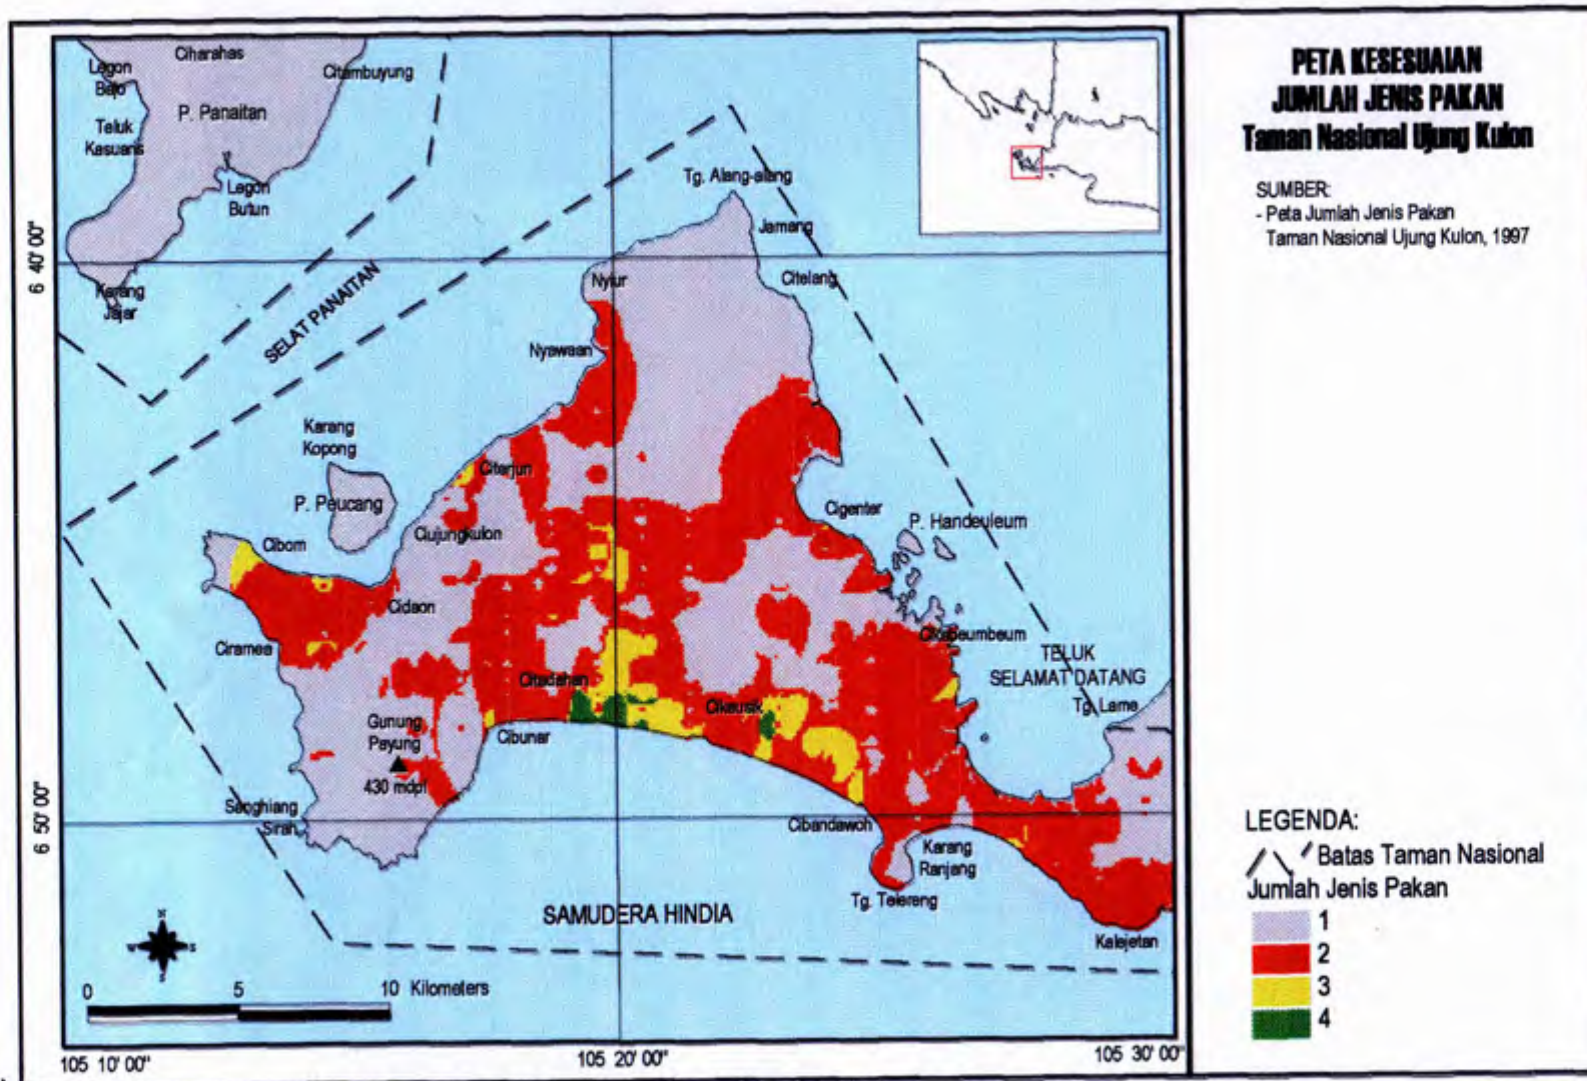 PETA KESESUAIAN
JUMLAH JENIS PAKAN
Taman Nasional Ujung Kulon
SUMBER:
- Peta Jumlah Jenis Pakan
Taman Nasional Ujung Kulon, 1997
LEGENDA:
Batas Taman Nasional
Jumlah Jenis Pakan
1
2
3
4
Ciharahas
Legon
Bajo
Citambuyung
P. Panaitan
Teluk
Kasuaris
Legon
Butun
Karang
Jajar
SELAT PANAITAN
Tg. Alang-alang
Jamang
Citelang
Nyiur
Nyawaan
Karang
Kopong
P. Peucang
Citerjun
Ciujungkulon
Cibom
Cidaon
Ciramea
Cigenter
P. Handeuleum
Cikabeumbeum
TELUK
SELAMAT DATANG
Tg. Lame
Citadahan
Cikeusik
Gunung
Payung
430 mdpl
Cibunar
Sanghiang
Sirah
Cibandawoh
Karang
Ranjang
Tg. Telereng
Kalejetan
SAMUDERA HINDIA
N
W
S
S
0 5 10 Kilometers
6 40' 00"
6 50' 00"
105 10' 00"
105 20' 00"
105 30' 00"